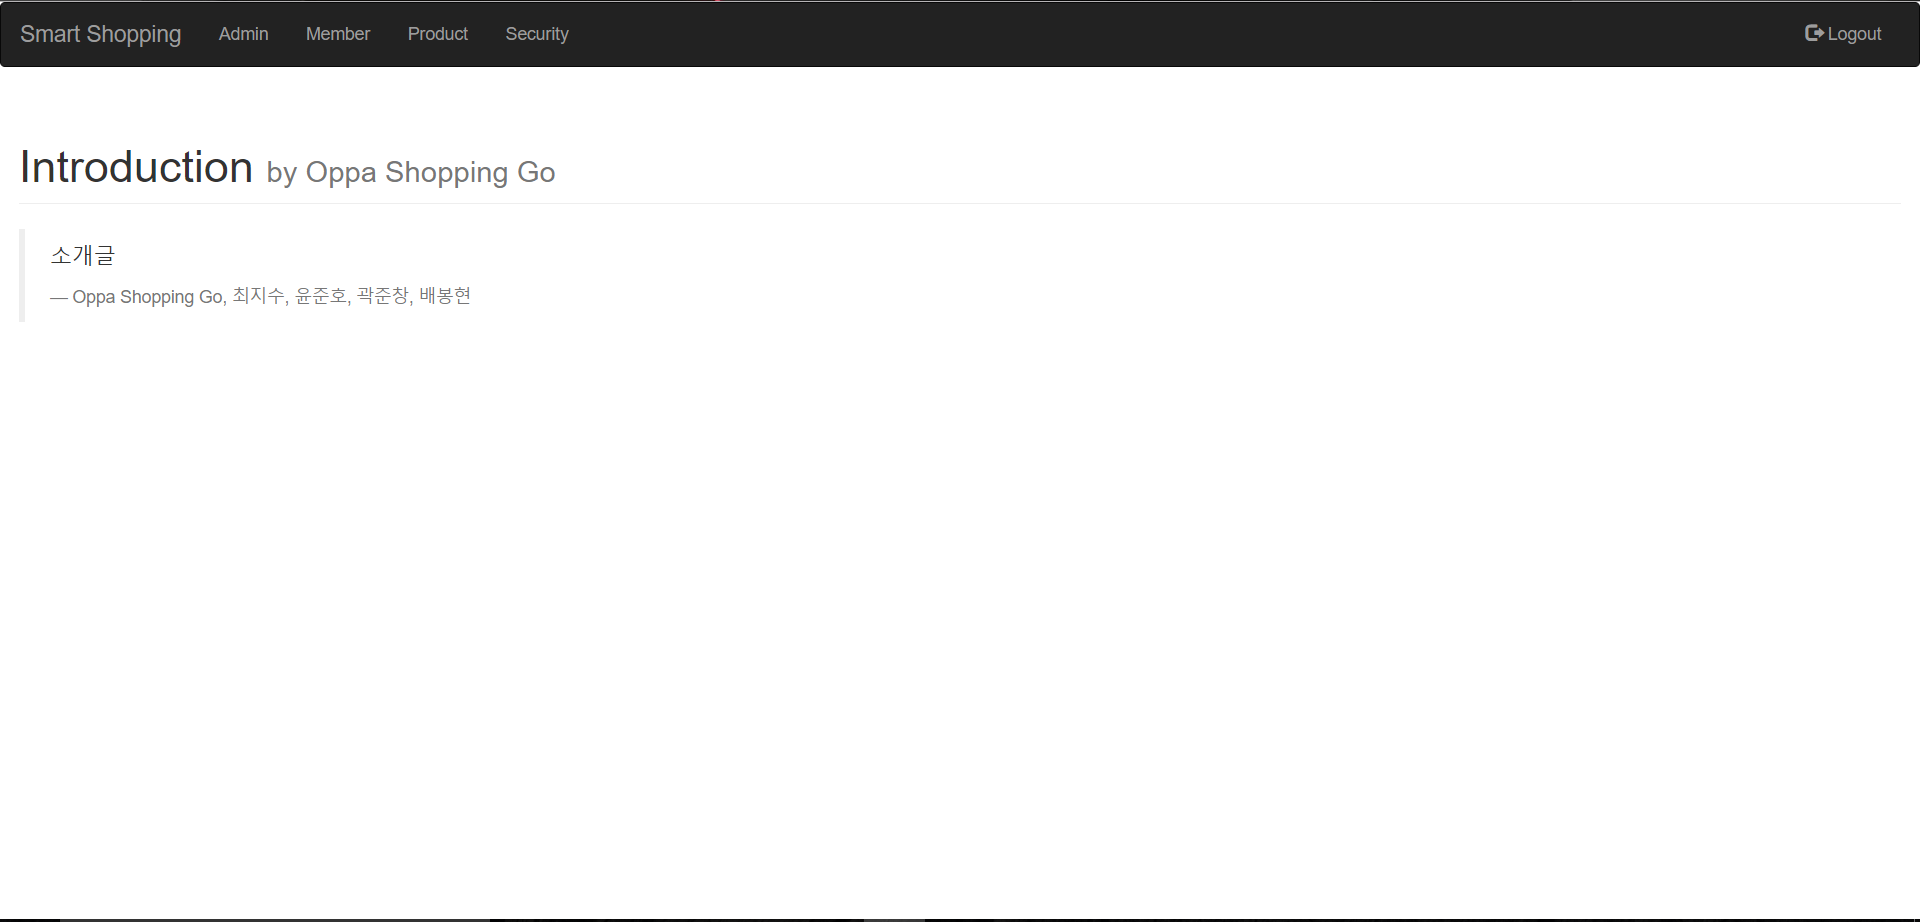 Smart Shopping Admin Member Product Security Logout
Introduction by Oppa Shopping Go
소개글
— Oppa Shopping Go, 최지수, 윤준호, 곽준창, 배봉현